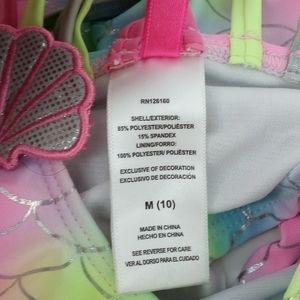 RN126160
SHELL/EXTERIOR:
85% POLYESTER/POLIÉSTER
15% SPANDEX
LINING/FORRO:
100% POLYESTER/POLIÉSTER
EXCLUSIVE OF DECORATION
EXCLUSIVO DE DECORACIÓN
M (10)
MADE IN CHINA
HECHO EN CHINA
SEE REVERSE FOR CARE
VER AL DORSO PARA EL CUIDADO